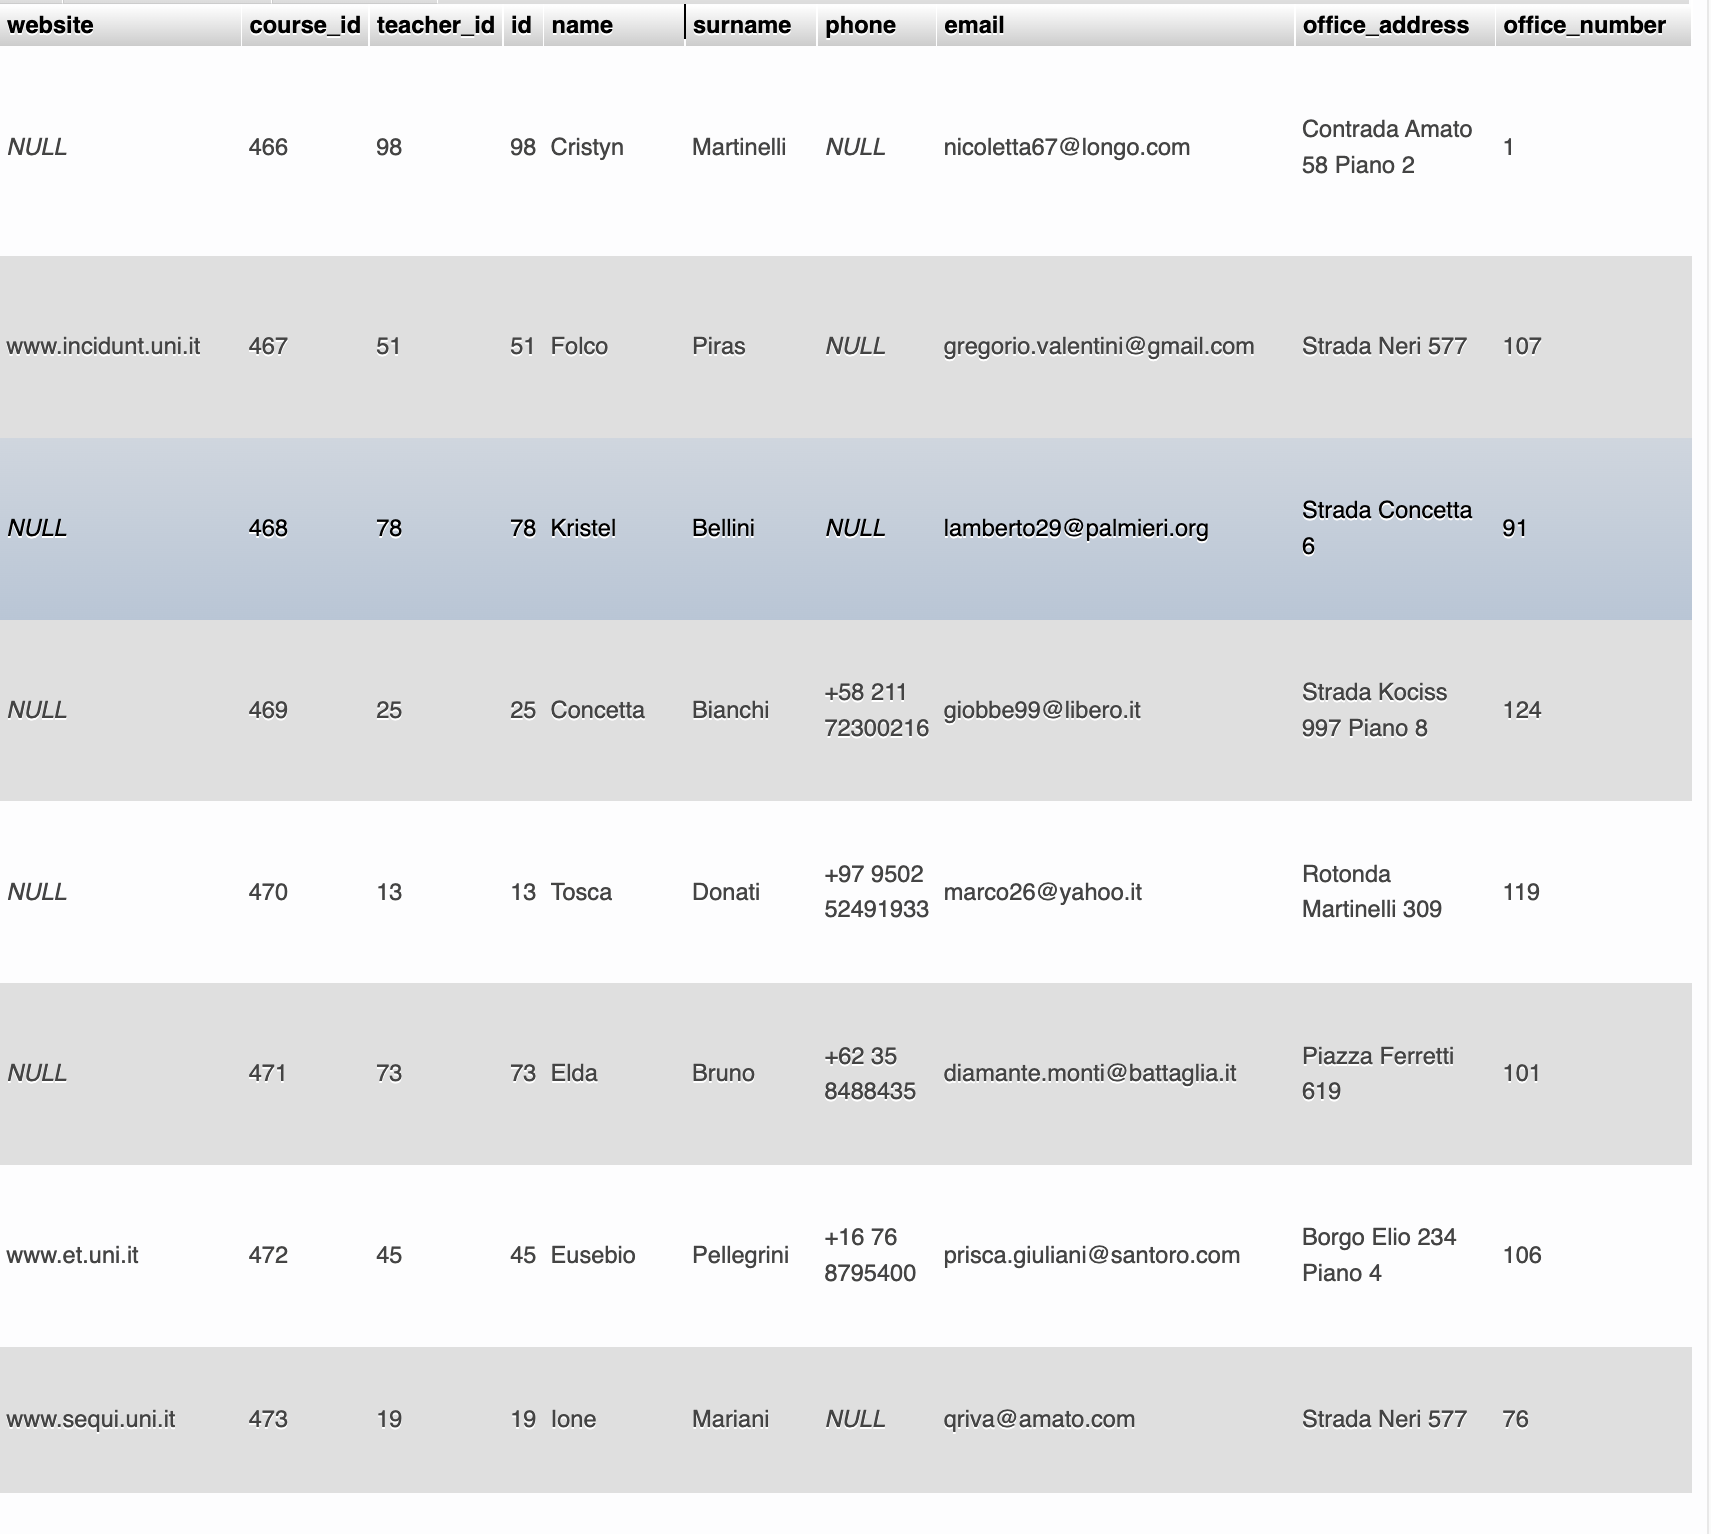 website course_id teacher_id id name surname phone email office_address office_number
NULL 466 98 98 Cristyn Martinelli NULL nicoletta67@longo.com Contrada Amato 58 Piano 2 1
www.incidunt.uni.it 467 51 51 Folco Piras NULL gregorio.valentini@gmail.com Strada Neri 577 107
NULL 468 78 78 Kristel Bellini NULL lamberto29@palmieri.org Strada Concetta 6 91
NULL 469 25 25 Concetta Bianchi +58 211 72300216 giobbe99@libero.it Strada Kociss 997 Piano 8 124
NULL 470 13 13 Tosca Donati +97 9502 52491933 marco26@yahoo.it Rotonda Martinelli 309 119
NULL 471 73 73 Elda Bruno +62 35 8488435 diamante.monti@battaglia.it Piazza Ferretti 619 101
www.et.uni.it 472 45 45 Eusebio Pellegrini +16 76 8795400 prisca.giuliani@santoro.com Borgo Elio 234 Piano 4 106
www.sequi.uni.it 473 19 19 Ione Mariani NULL qriva@amato.com Strada Neri 577 76